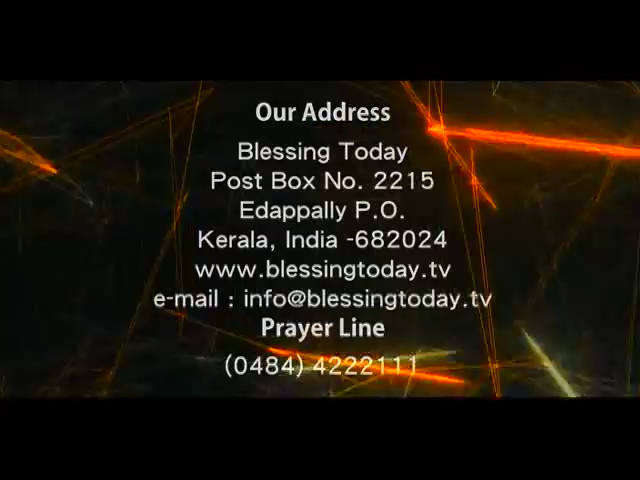 Our Address
Blessing Today
Post Box No. 2215
Edappally P.O.
Kerala, India -682024
www.blessingtoday.tv
e-mail : info@blessingtoday.tv
Prayer Line
(0484) 4222111